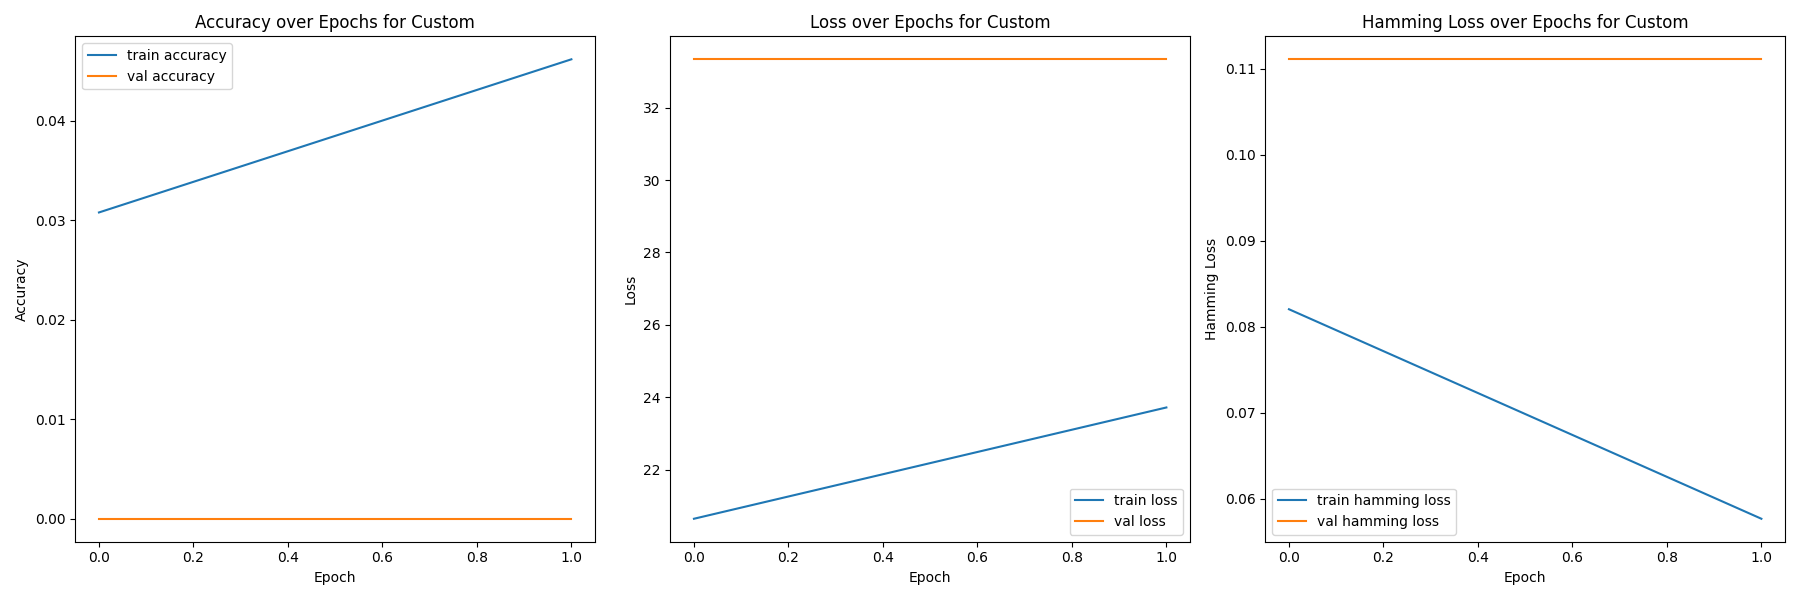 Accuracy over Epochs for Custom
train accuracy
val accuracy
0.04
0.03
0.02
0.01
0.00
Accuracy
0.0 0.2 0.4 0.6 0.8 1.0
Epoch
Loss over Epochs for Custom
32
30
28
26
24
22
Loss
train loss
val loss
0.0 0.2 0.4 0.6 0.8 1.0
Epoch
Hamming Loss over Epochs for Custom
0.11
0.10
0.09
0.08
0.07
0.06
Hamming Loss
train hamming loss
val hamming loss
0.0 0.2 0.4 0.6 0.8 1.0
Epoch